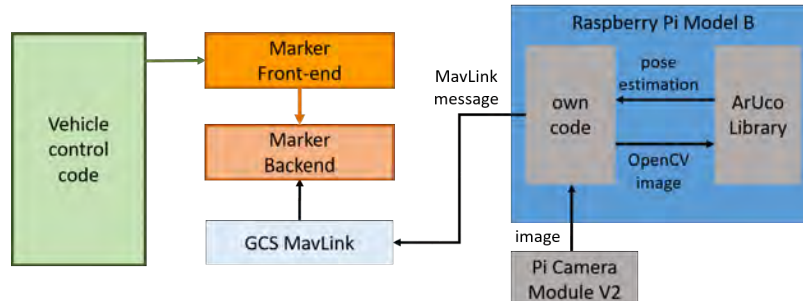 Raspberry Pi Model B
Marker
Front-end
MavLink
message
pose
estimation
own
code
ArUco
Library
Vehicle
control
code
Marker
Backend
OpenCV
image
GCS MavLink
image
Pi Camera
Module V2